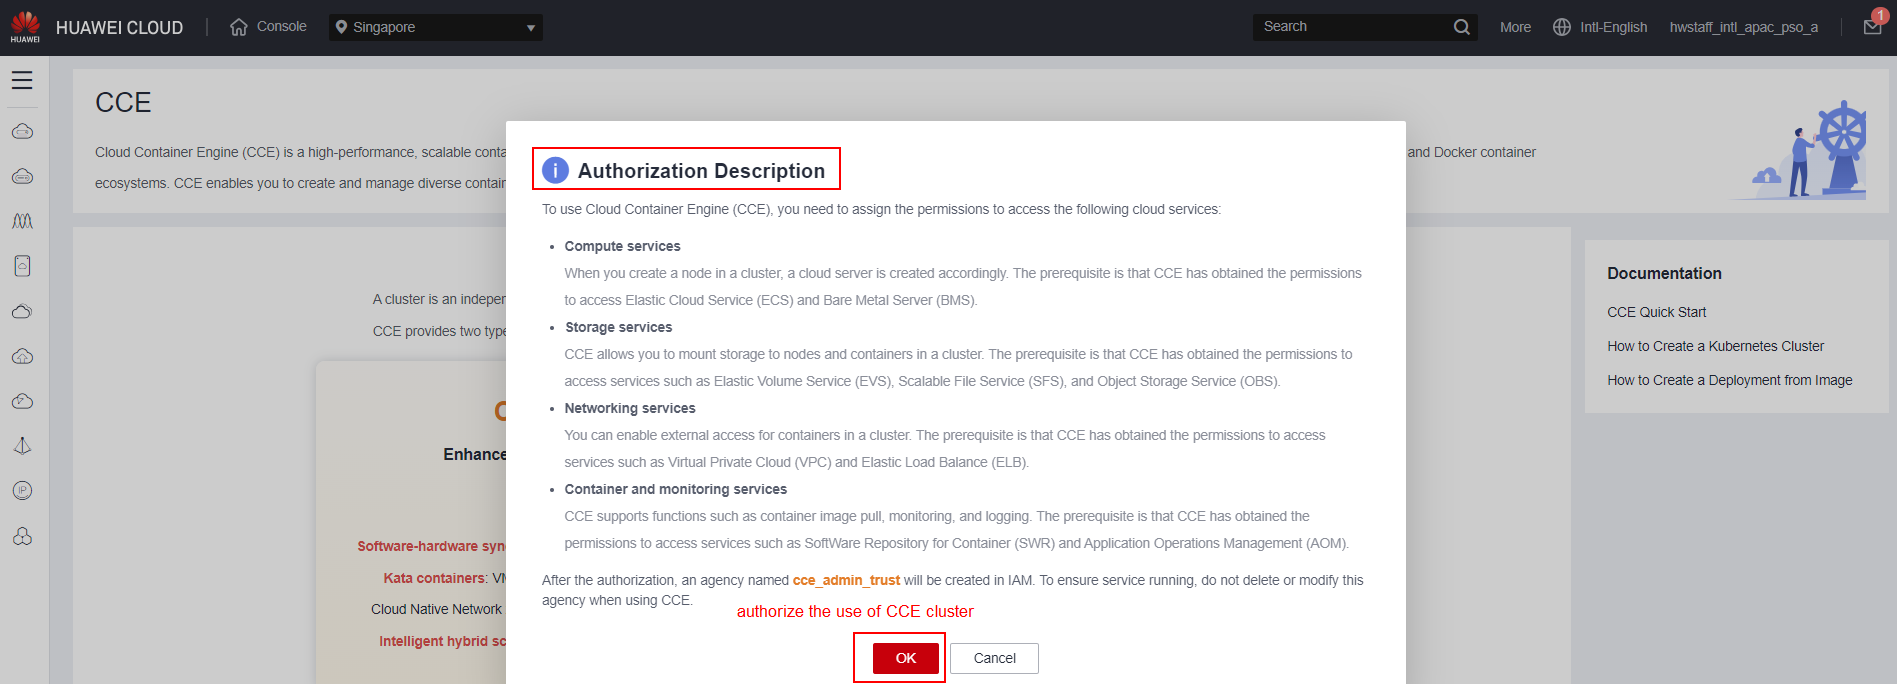 HUAWEI
HUAWEI CLOUD
Console
Singapore
Search
More
Intl-English
hwstaff_intl_apac_pso_a
1
CCE
Cloud Container Engine (CCE) is a high-performance, scalable conta
and Docker container
ecosystems. CCE enables you to create and manage diverse contain
A cluster is an indeper
CCE provides two type
C
Enhance
Software-hardware syn
Kata containers: VM
Cloud Native Network
Intelligent hybrid sc
Authorization Description
To use Cloud Container Engine (CCE), you need to assign the permissions to access the following cloud services:
• Compute services
When you create a node in a cluster, a cloud server is created accordingly. The prerequisite is that CCE has obtained the permissions
to access Elastic Cloud Service (ECS) and Bare Metal Server (BMS).
• Storage services
CCE allows you to mount storage to nodes and containers in a cluster. The prerequisite is that CCE has obtained the permissions to
access services such as Elastic Volume Service (EVS), Scalable File Service (SFS), and Object Storage Service (OBS).
• Networking services
You can enable external access for containers in a cluster. The prerequisite is that CCE has obtained the permissions to access
services such as Virtual Private Cloud (VPC) and Elastic Load Balance (ELB).
• Container and monitoring services
CCE supports functions such as container image pull, monitoring, and logging. The prerequisite is that CCE has obtained the
permissions to access services such as SoftWare Repository for Container (SWR) and Application Operations Management (AOM).
After the authorization, an agency named cce_admin_trust will be created in IAM. To ensure service running, do not delete or modify this
agency when using CCE.
authorize the use of CCE cluster
OK
Cancel
Documentation
CCE Quick Start
How to Create a Kubernetes Cluster
How to Create a Deployment from Image
IP